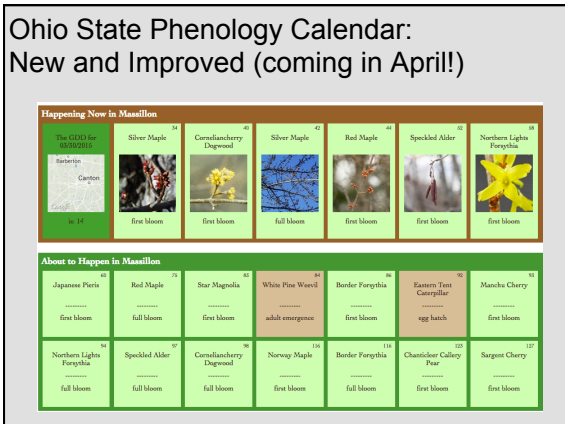 Ohio State Phenology Calendar:
New and Improved (coming in April!)
Happening Now in Massillon
The GDD for
03/30/2015
Barberton
Canton
Google
is: 14
34
Silver Maple
first bloom
40
Corneliancherry
Dogwood
first bloom
42
Silver Maple
full bloom
44
Red Maple
first bloom
52
Speckled Alder
first bloom
58
Northern Lights
Forsythia
first bloom
About to Happen in Massillon
60
Japanese Pieris
---------
first bloom
75
Red Maple
---------
full bloom
83
Star Magnolia
---------
first bloom
84
White Pine Weevil
---------
adult emergence
86
Border Forsythia
---------
first bloom
92
Eastern Tent
Caterpillar
---------
egg hatch
93
Manchu Cherry
---------
first bloom
94
Northern Lights
Forsythia
---------
full bloom
97
Speckled Alder
---------
full bloom
98
Corneliancherry
Dogwood
---------
full bloom
116
Norway Maple
---------
first bloom
116
Border Forsythia
---------
full bloom
123
Chanticleer Callery
Pear
---------
first bloom
127
Sargent Cherry
---------
first bloom